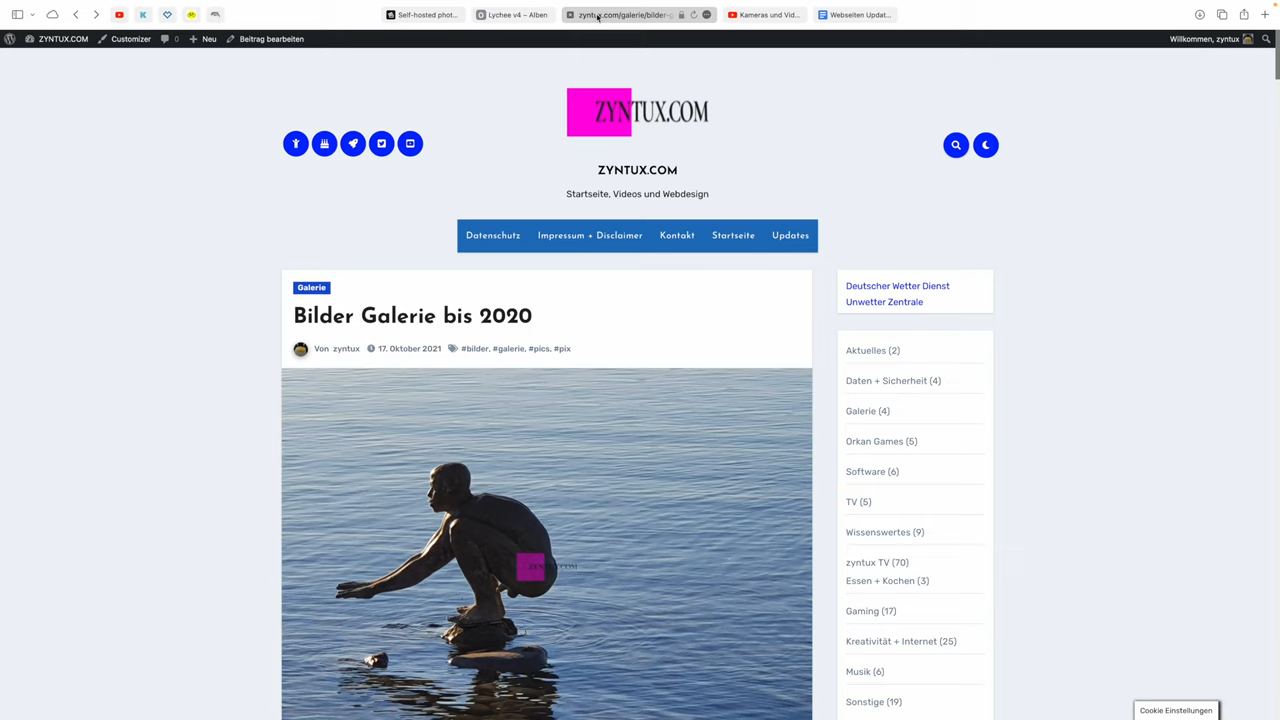 Self-hosted phot...
Lychee v4 – Alben
zyntux.com/galerie/bilder-g
Kameras und Vid...
Webseiten Updat...
ZYNTUX.COM
Customizer
0
Neu
Beitrag bearbeiten
Willkommen, zyntux
ZYNTUX.COM
ZYNTUX.COM
Startseite, Videos und Webdesign
Datenschutz
Impressum + Disclaimer
Kontakt
Startseite
Updates
Galerie
Bilder Galerie bis 2020
Von zyntux 17. Oktober 2021 #bilder, #galerie, #pics, #pix
ZYNTUX.COM
Deutscher Wetter Dienst
Unwetter Zentrale
Aktuelles (2)
Daten + Sicherheit (4)
Galerie (4)
Orkan Games (5)
Software (6)
TV (5)
Wissenswertes (9)
zyntux TV (70)
Essen + Kochen (3)
Gaming (17)
Kreativität + Internet (25)
Musik (6)
Sonstige (19)
Cookie Einstellungen